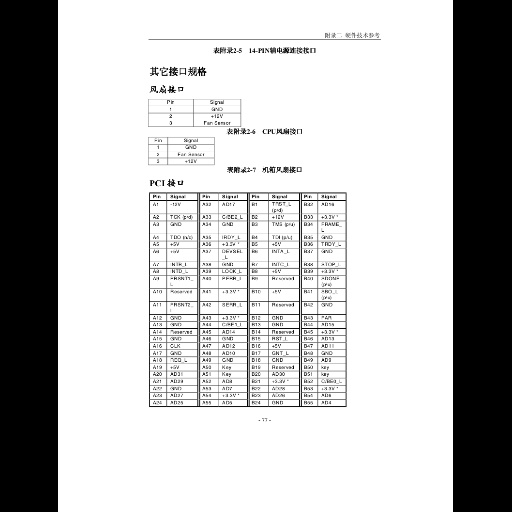 附录二 硬件技术参考
表附录2-5 14-PIN辅电源连接接口
其它接口规格
风扇接口
Pin Signal
1 GND
2 +12V
3 Fan Sensor
表附录2-6 CPU风扇接口
Pin Signal
1 GND
2 Fan Sensor
3 +12V
表附录2-7 机箱风扇接口
PCI 接口
Pin Signal Pin Signal Pin Signal Pin Signal
A1 -12V A32 AD17 B1 TRST_L (p/d) B32 AD16
A2 TCK (p/d) A33 C/BE2_L B2 +12V B33 +3.3V *
A3 GND A34 GND B3 TMS (p/u) B34 FRAME_L
A4 TDO (n/c) A35 IRDY_L B4 TDI (p/u) B35 GND
A5 +5V A36 +3.3V * B5 +5V B36 TRDY_L
A6 +5V A37 DEVSEL_L B6 INTA_L B37 GND
A7 INTB_L A38 GND B7 INTC_L B38 STOP_L
A8 INTD_L A39 LOCK_L B8 +5V B39 +3.3V *
A9 PRSNT1_L A40 PERR_L B9 Reserved B40 SDONE (p/u)
A10 Reserved A41 +3.3V * B10 +5V B41 SBO_L (p/u)
A11 PRSNT2_L A42 SERR_L B11 Reserved B42 GND
A12 GND A43 +3.3V * B12 GND B43 PAR
A13 GND A44 C/BE1_L B13 GND B44 AD15
A14 Reserved A45 AD14 B14 Reserved B45 +3.3V *
A15 GND A46 GND B15 RST_L B46 AD13
A16 CLK A47 AD12 B16 +5V B47 AD11
A17 GND A48 AD10 B17 GNT_L B48 GND
A18 REQ_L A49 GND B18 GND B49 AD9
A19 +5V A50 Key B19 Reserved B50 key
A20 AD31 A51 Key B20 AD30 B51 key
A21 AD29 A52 AD8 B21 +3.3V * B52 C/BE0_L
A22 GND A53 AD7 B22 AD28 B53 +3.3V *
A23 AD27 A54 +3.3V * B23 AD26 B54 AD6
A24 AD25 A55 AD5 B24 GND B55 AD4
- 77 -